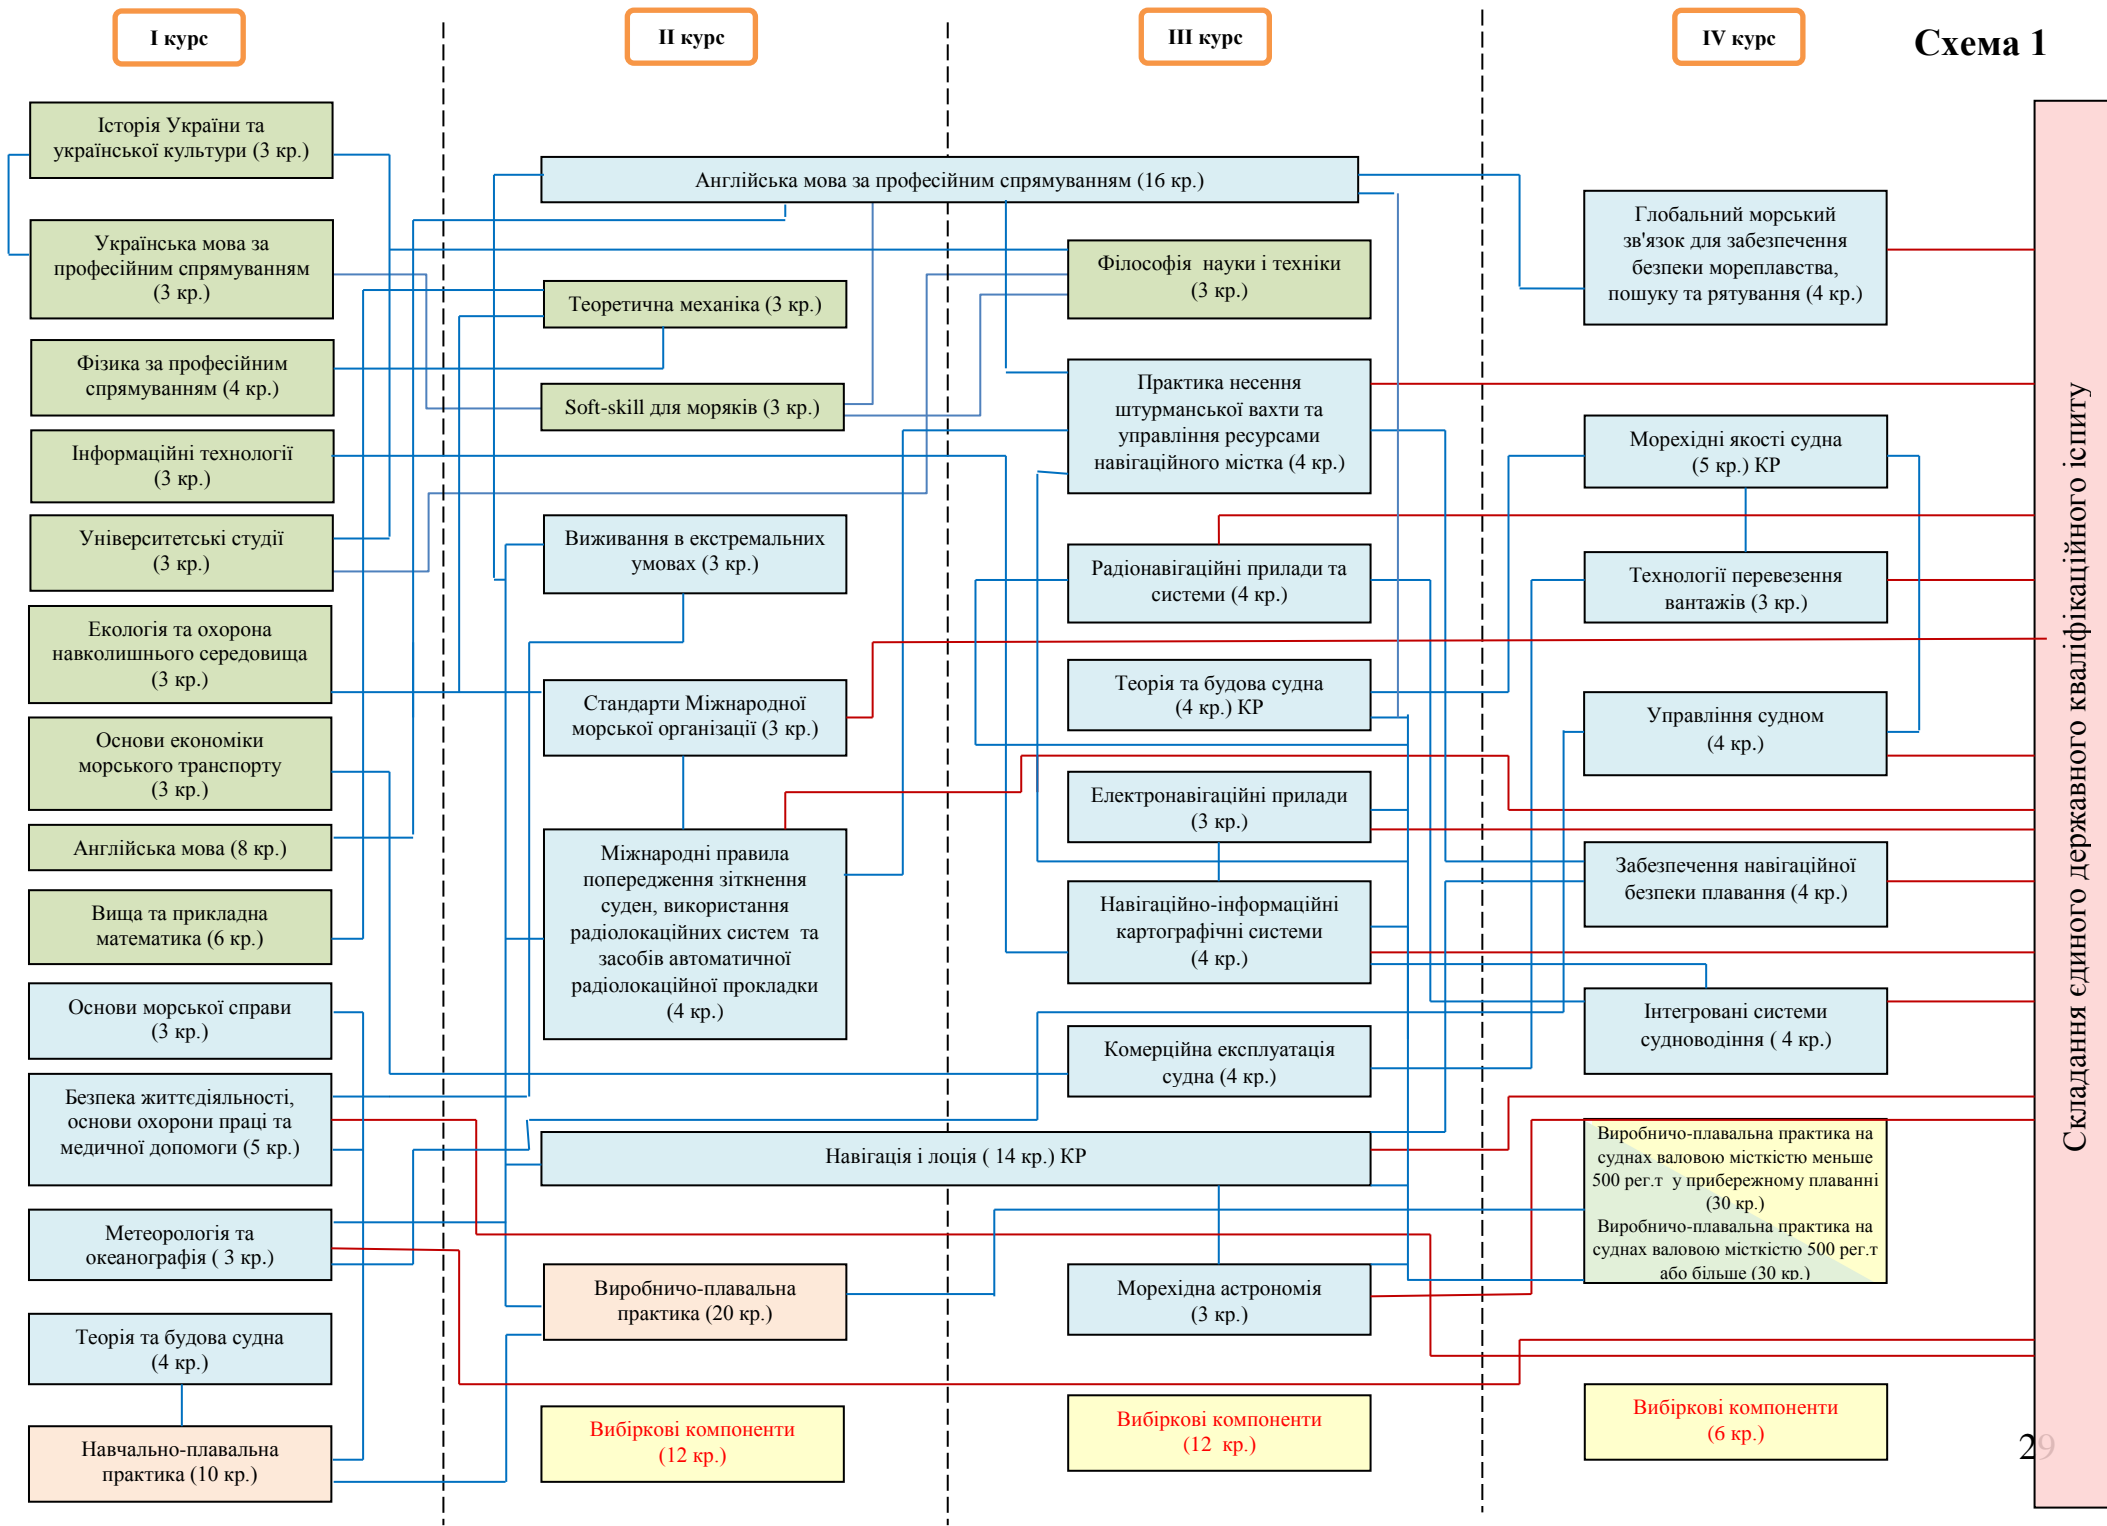 І курс
ІІ курс
ІІІ курс
IV курс
Схема 1
Історія України та
української культури (3 кр.)
Українська мова за
професійним спрямуванням
(3 кр.)
Фізика за професійним
спрямуванням (4 кр.)
Інформаційні технології
(3 кр.)
Університетські студії
(3 кр.)
Екологія та охорона
навколишнього середовища
(3 кр.)
Основи економіки
морського транспорту
(3 кр.)
Англійська мова (8 кр.)
Вища та прикладна
математика (6 кр.)
Основи морської справи
(3 кр.)
Безпека життєдіяльності,
основи охорони праці та
медичної допомоги (5 кр.)
Метеорологія та
океанографія ( 3 кр.)
Теорія та будова судна
(4 кр.)
Навчально-плавальна
практика (10 кр.)
Англійська мова за професійним спрямуванням (16 кр.)
Теоретична механіка (3 кр.)
Soft-skill для моряків (3 кр.)
Виживання в екстремальних
умовах (3 кр.)
Стандарти Міжнародної
морської організації (3 кр.)
Міжнародні правила
попередження зіткнення
суден, використання
радіолокаційних систем та
засобів автоматичної
радіолокаційної прокладки
(4 кр.)
Навігація і лоція ( 14 кр.) КР
Виробничо-плавальна
практика (20 кр.)
Вибіркові компоненти
(12 кр.)
Філософія науки і техніки
(3 кр.)
Практика несення
штурманської вахти та
управління ресурсами
навігаційного містка (4 кр.)
Радіонавігаційні прилади та
системи (4 кр.)
Теорія та будова судна
(4 кр.) КР
Електронавігаційні прилади
(3 кр.)
Навігаційно-інформаційні
картографічні системи
(4 кр.)
Комерційна експлуатація
судна (4 кр.)
Морехідна астрономія
(3 кр.)
Вибіркові компоненти
(12 кр.)
Глобальний морський
зв'язок для забезпечення
безпеки мореплавства,
пошуку та рятування (4 кр.)
Морехідні якості судна
(5 кр.) КР
Технології перевезення
вантажів (3 кр.)
Управління судном
(4 кр.)
Забезпечення навігаційної
безпеки плавання (4 кр.)
Інтегровані системи
судноводіння ( 4 кр.)
Виробничо-плавальна практика на
суднах валовою місткістю меньше
500 рег.т у прибережному плаванні
(30 кр.)
Виробничо-плавальна практика на
суднах валовою місткістю 500 рег.т
або більше (30 кр.)
Вибіркові компоненти
(6 кр.)
Складання єдиного державного кваліфікаційного іспиту
29